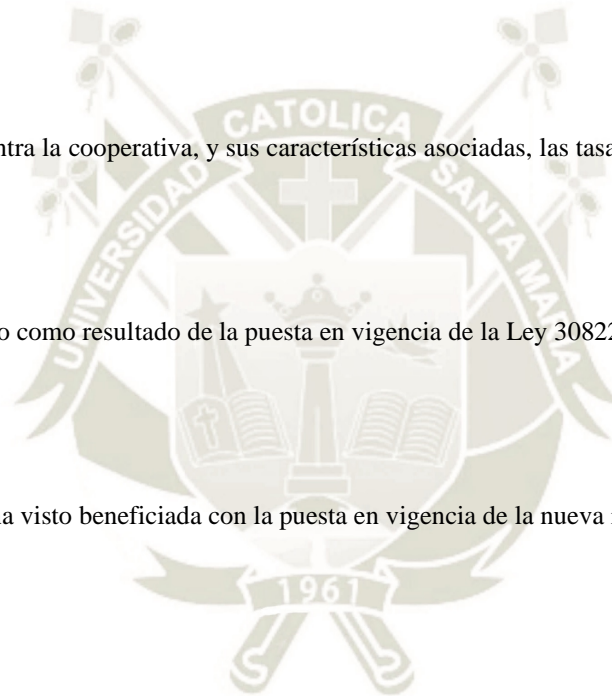 CATOLICA
UNIVERSIDAD
SANTA MARIA
ntra la cooperativa, y sus características asociadas, las tasa
o como resultado de la puesta en vigencia de la Ley 30822
a visto beneficiada con la puesta en vigencia de la nueva
1961